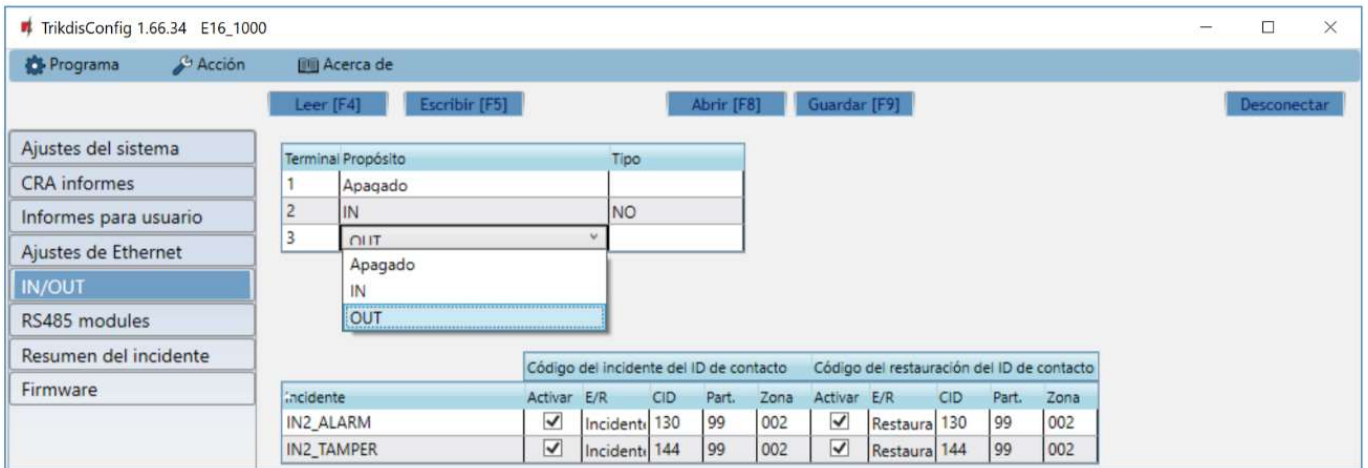 TrikdisConfig 1.66.34 E16_1000
Programa Acción Acerca de
Leer [F4] Escribir [F5] Abrir [F8] Guardar [F9] Desconectar
Ajustes del sistema
CRA informes
Informes para usuario
Ajustes de Ethernet
IN/OUT
RS485 modules
Resumen del incidente
Firmware
Terminal Propósito Tipo
1 Apagado
2 IN NO
3 OUT
Apagado
IN
OUT
Código del incidente del ID de contacto Código del restauración del ID de contacto
Incidente Activar E/R CID Part. Zona Activar E/R CID Part. Zona
IN2_ALARM Incidente 130 99 002 Restaura 130 99 002
IN2_TAMPER Incidente 144 99 002 Restaura 144 99 002